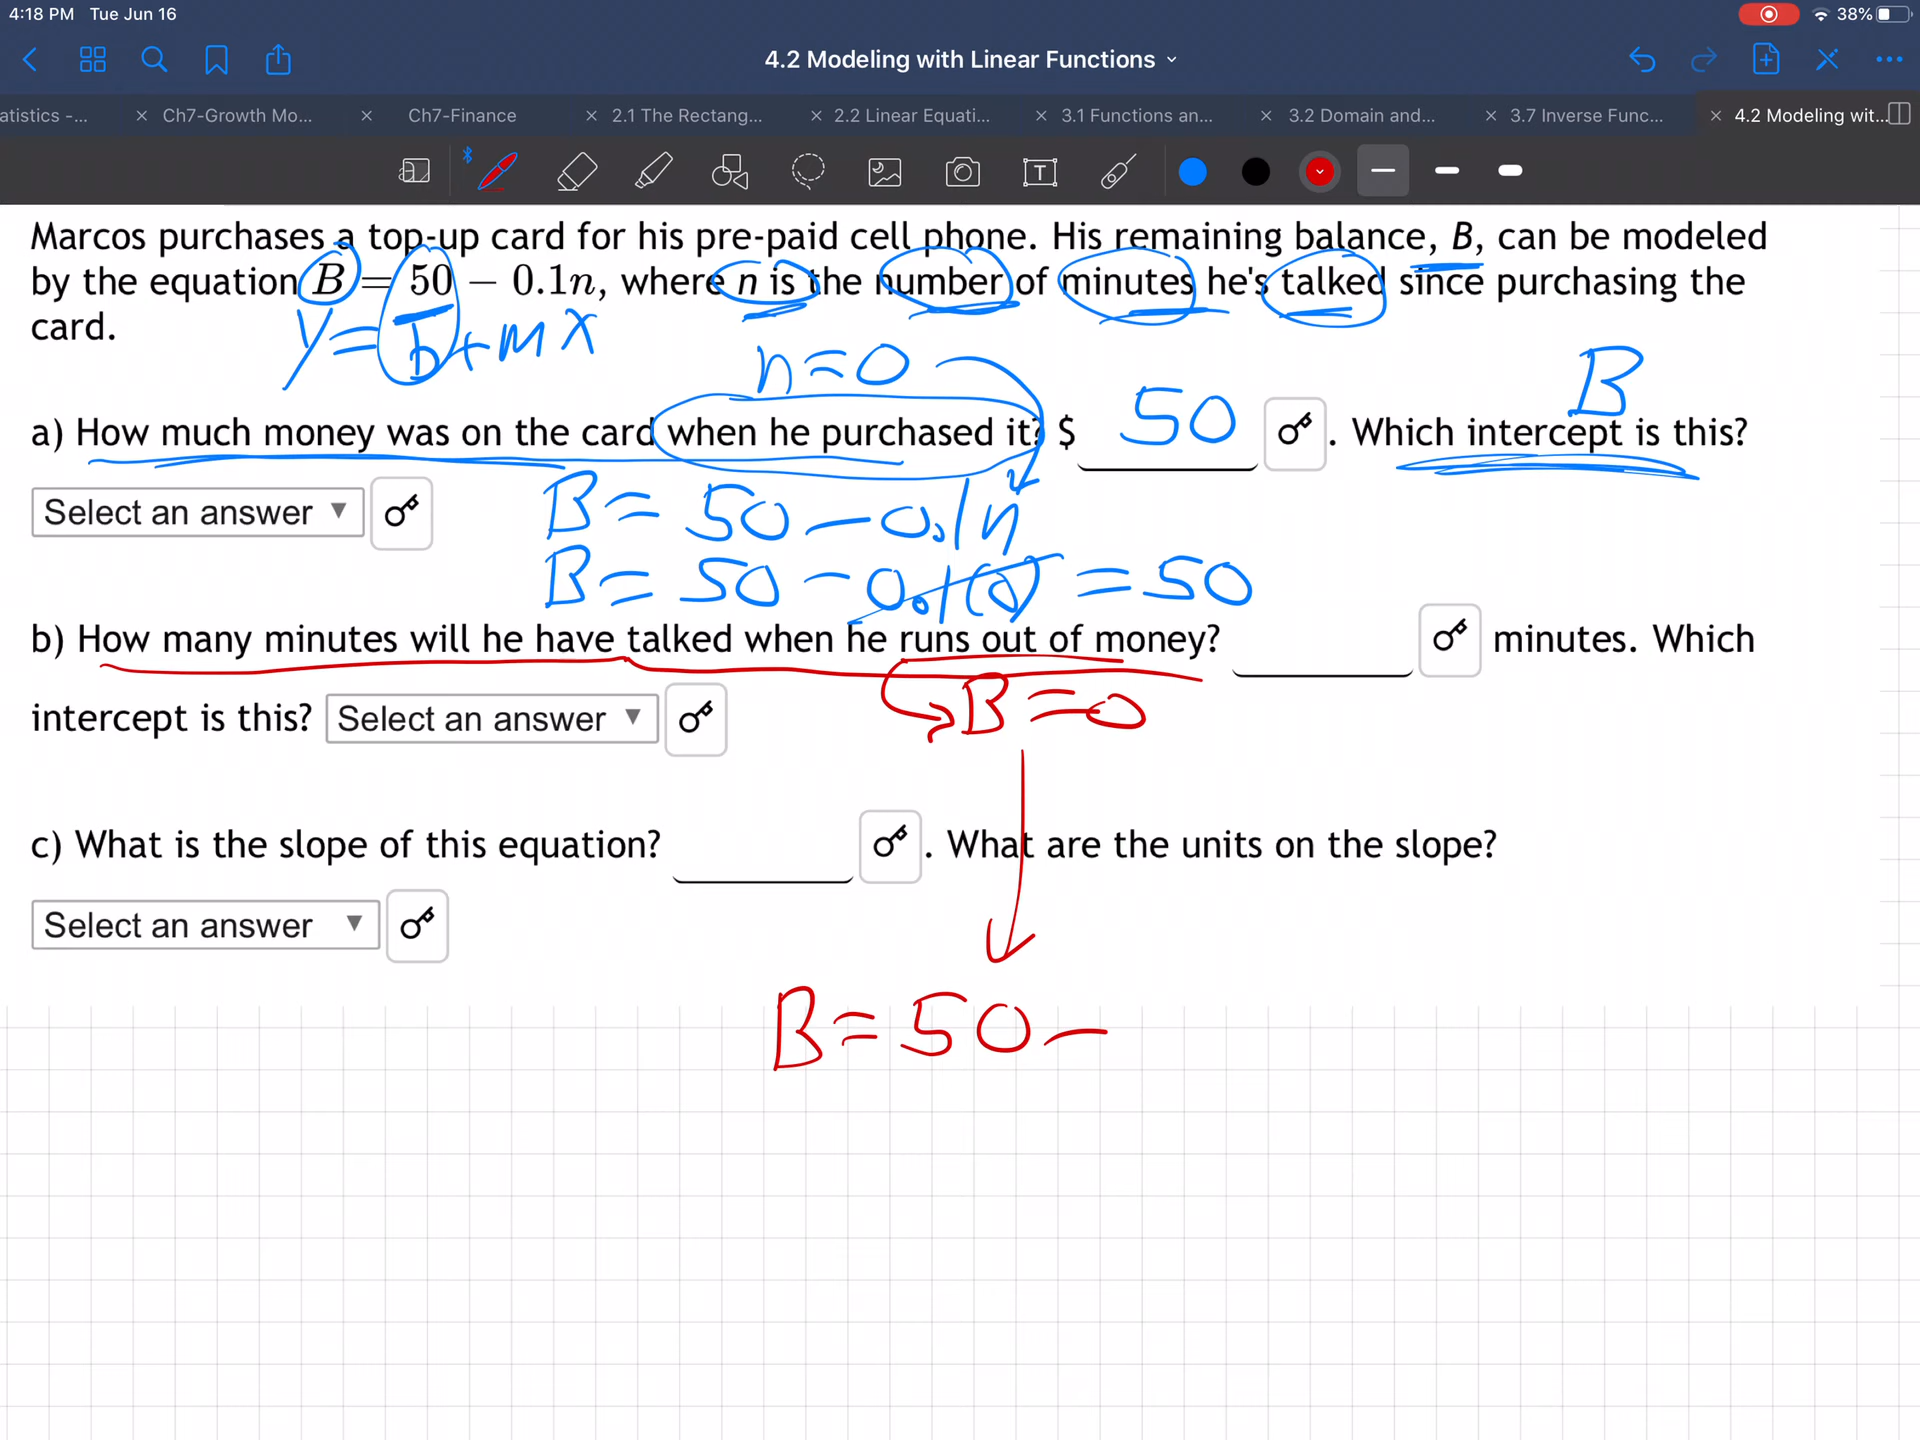 4:18 PM Tue Jun 16 38%
4.2 Modeling with Linear Functions
atistics -... Ch7-Growth Mo... Ch7-Finance 2.1 The Rectang... 2.2 Linear Equati... 3.1 Functions an... 3.2 Domain and... 3.7 Inverse Func... 4.2 Modeling wit...
T
Marcos purchases a top-up card for his pre-paid cell phone. His remaining balance, B, can be modeled
by the equation B = 50 − 0.1n, where n is the number of minutes he's talked since purchasing the
card.
y = b + m x
n = 0
B
a) How much money was on the card when he purchased it? $ 50 . Which intercept is this?
Select an answer
B = 50 − 0.1n
B = 50 − 0.1(0) = 50
b) How many minutes will he have talked when he runs out of money? minutes. Which
intercept is this? Select an answer
B = 0
c) What is the slope of this equation? . What are the units on the slope?
Select an answer
B = 50 −